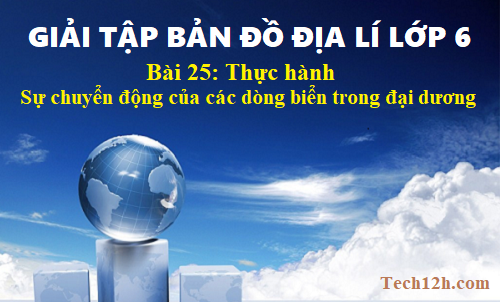 GIẢI TẬP BẢN ĐỒ ĐỊA LÍ LỚP 6
Bài 25: Thực hành
Sự chuyển động của các dòng biển trong đại dương
Tech12h.com